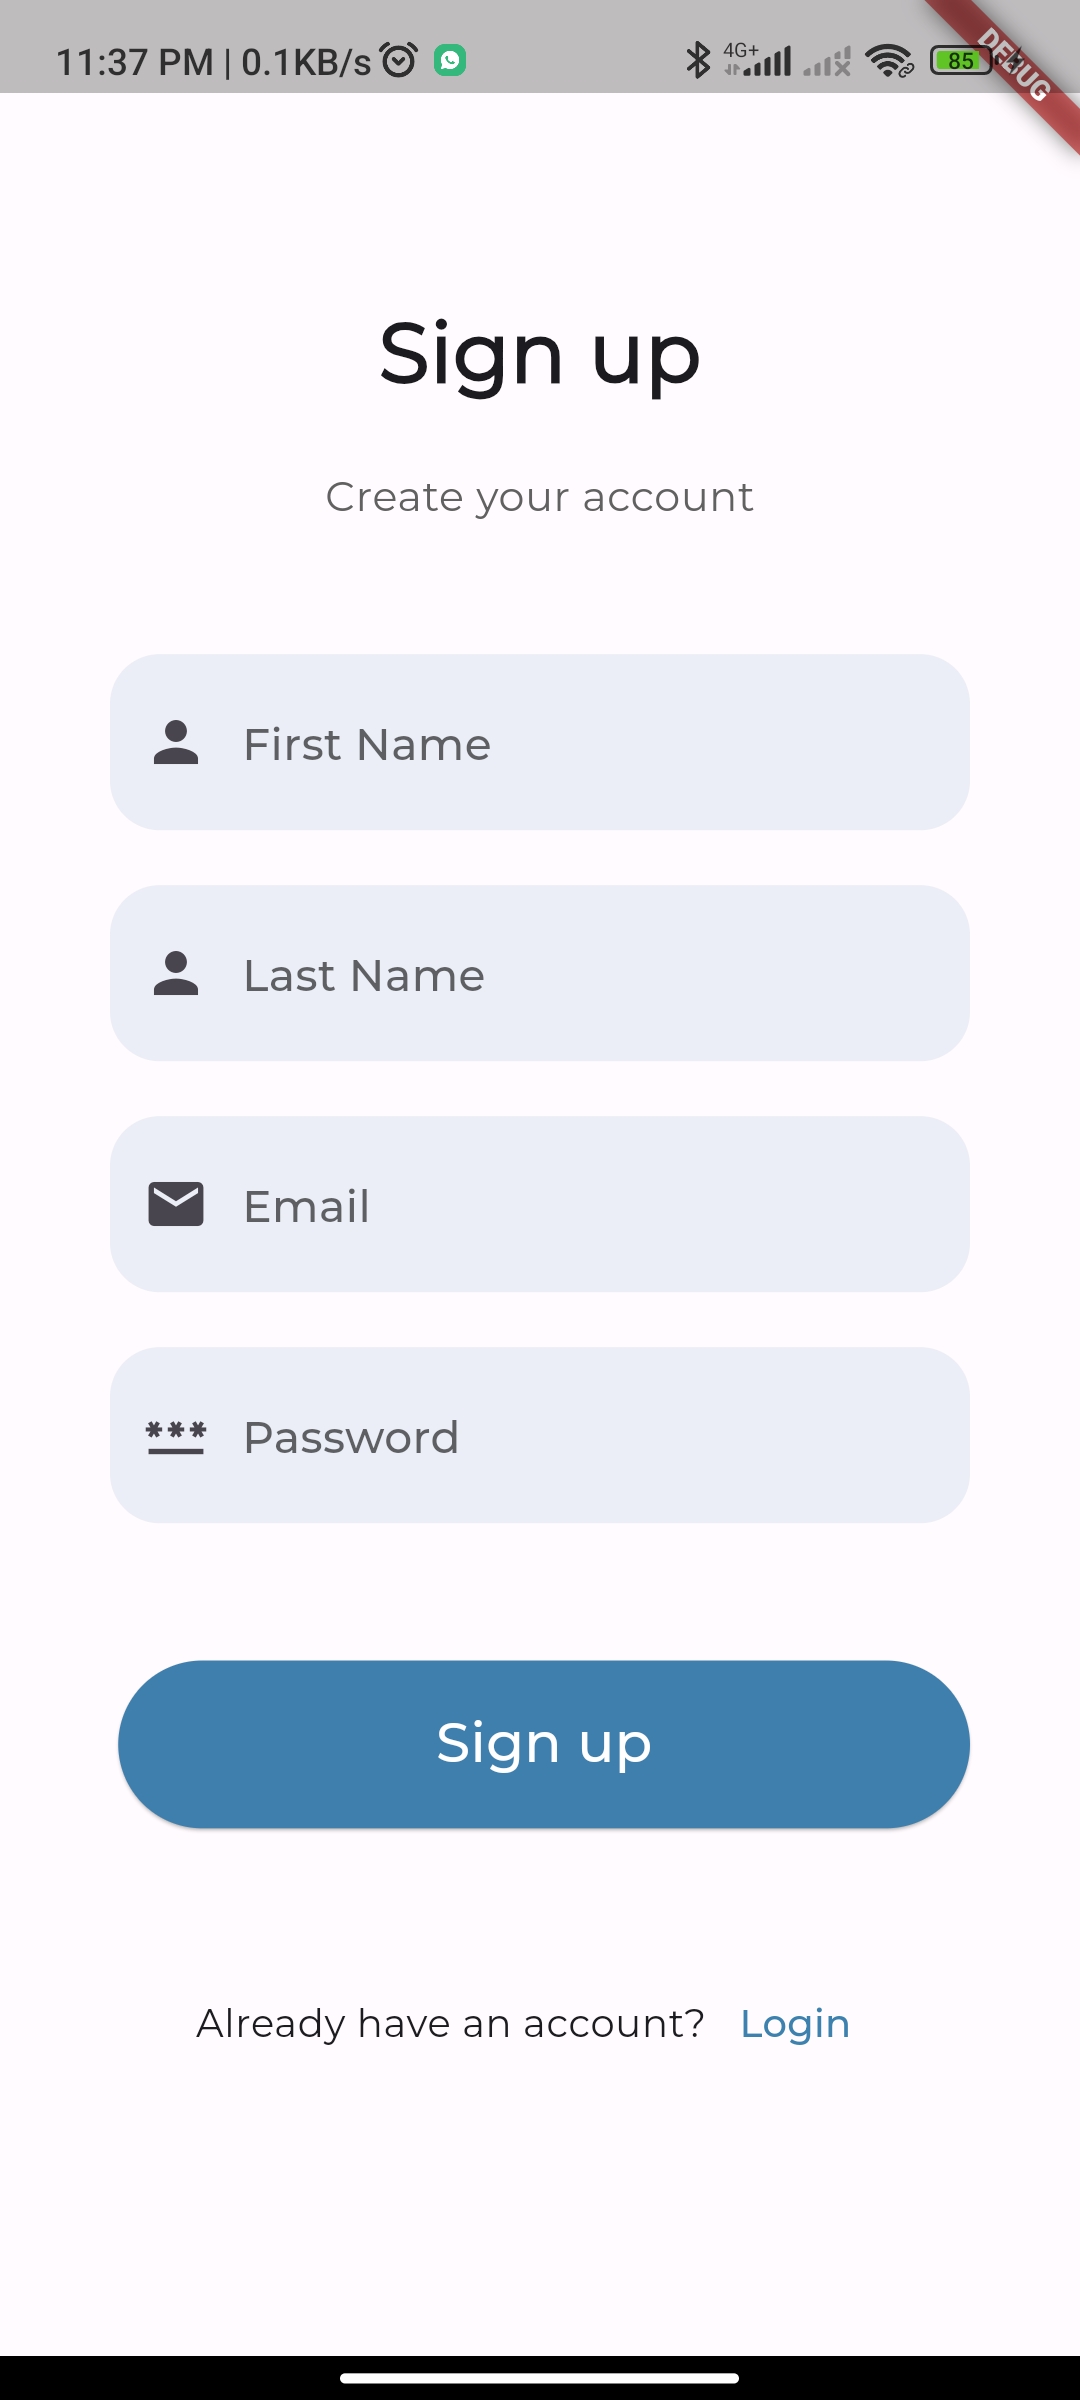 11:37 PM | 0.1KB/s 4G+ 85
DEBUG
Sign up
Create your account
First Name
Last Name
Email
*** Password
Sign up
Already have an account? Login